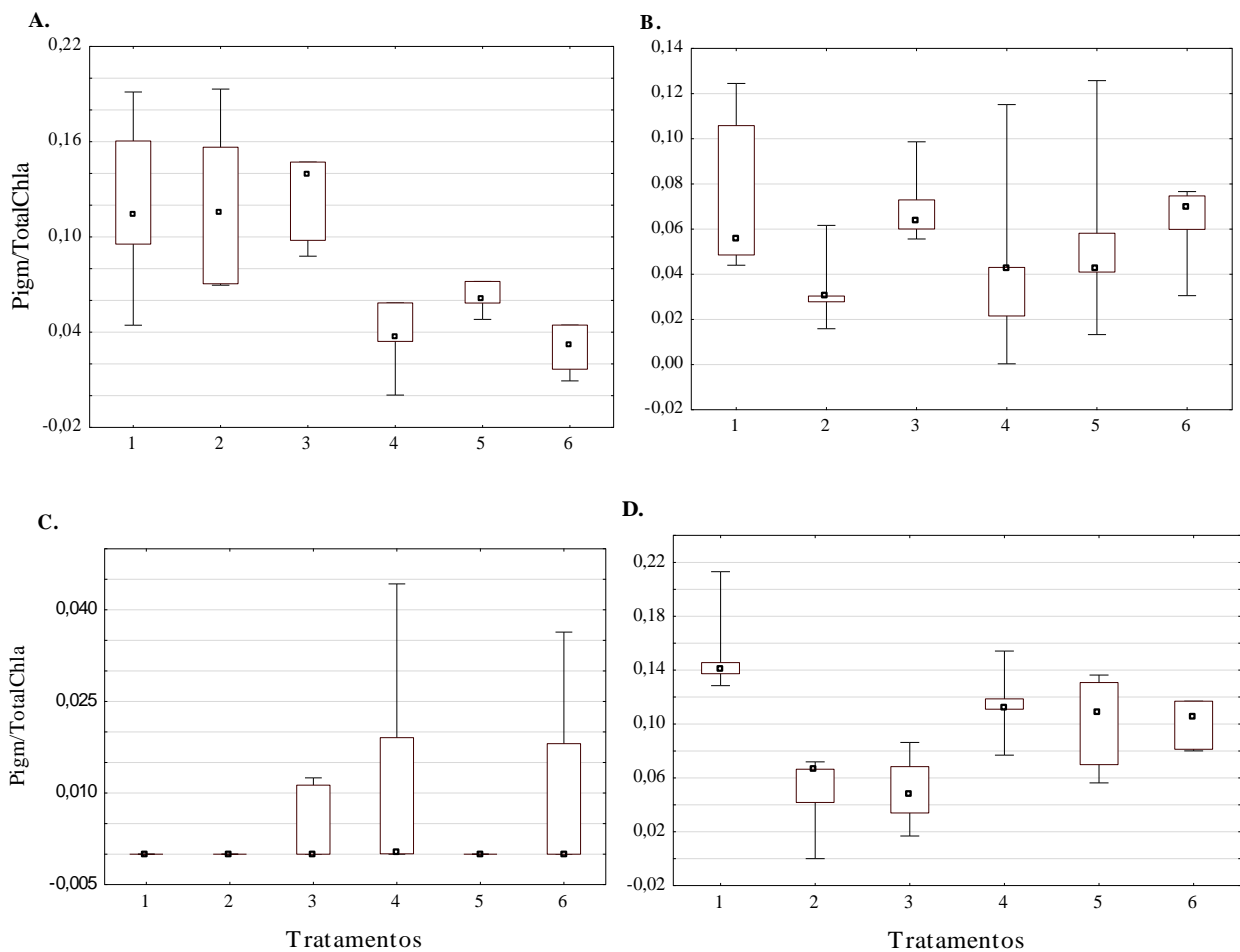 A.
0,22
0,16
0,10
0,04
-0,02
Pigm/TotalChla
1 2 3 4 5 6
B.
0,14
0,12
0,10
0,08
0,06
0,04
0,02
0,00
-0,02
1 2 3 4 5 6
C.
0,040
0,025
0,010
-0,005
Pigm/TotalChla
1 2 3 4 5 6
Tratamentos
D.
0,22
0,18
0,14
0,10
0,06
0,02
-0,02
1 2 3 4 5 6
Tratamentos